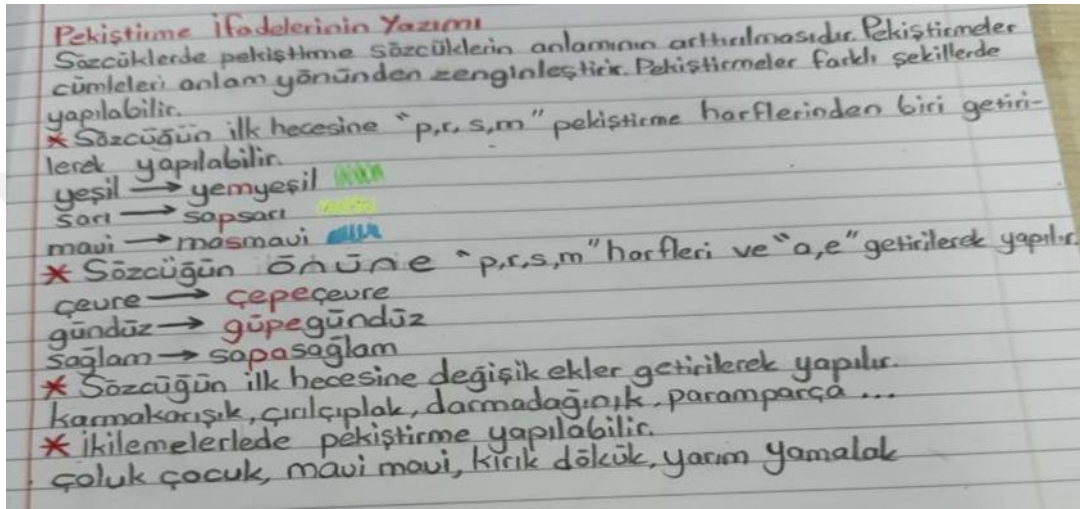 Pekiştirme İfadelerinin Yazımı
Sözcüklerde pekiştirme sözcüklerin anlamının arttırılmasıdır. Pekiştirmeler
cümleleri anlam yönünden zenginleştirir. Pekiştirmeler farklı şekillerde
yapılabilir.
* Sözcüğün ilk hecesine "p,r,s,m" pekiştirme harflerinden biri getiri-
lerek yapılabilir.
yeşil → yemyeşil
sarı → sapsarı
mavi → masmavi
* Sözcüğün önüne "p,r,s,m" harfleri ve "a,e" getirilerek yapılır.
çevre → çepeçevre
gündüz → güpegündüz
sağlam → sapasağlam
* Sözcüğün ilk hecesine değişik ekler getirilerek yapılır.
karmakarışık, çırılçıplak, darmadağınık, paramparça ...
* İkilemelerlede pekiştirme yapılabilir.
çoluk çocuk, mavi mavi, kırık dökük, yarım yamalak